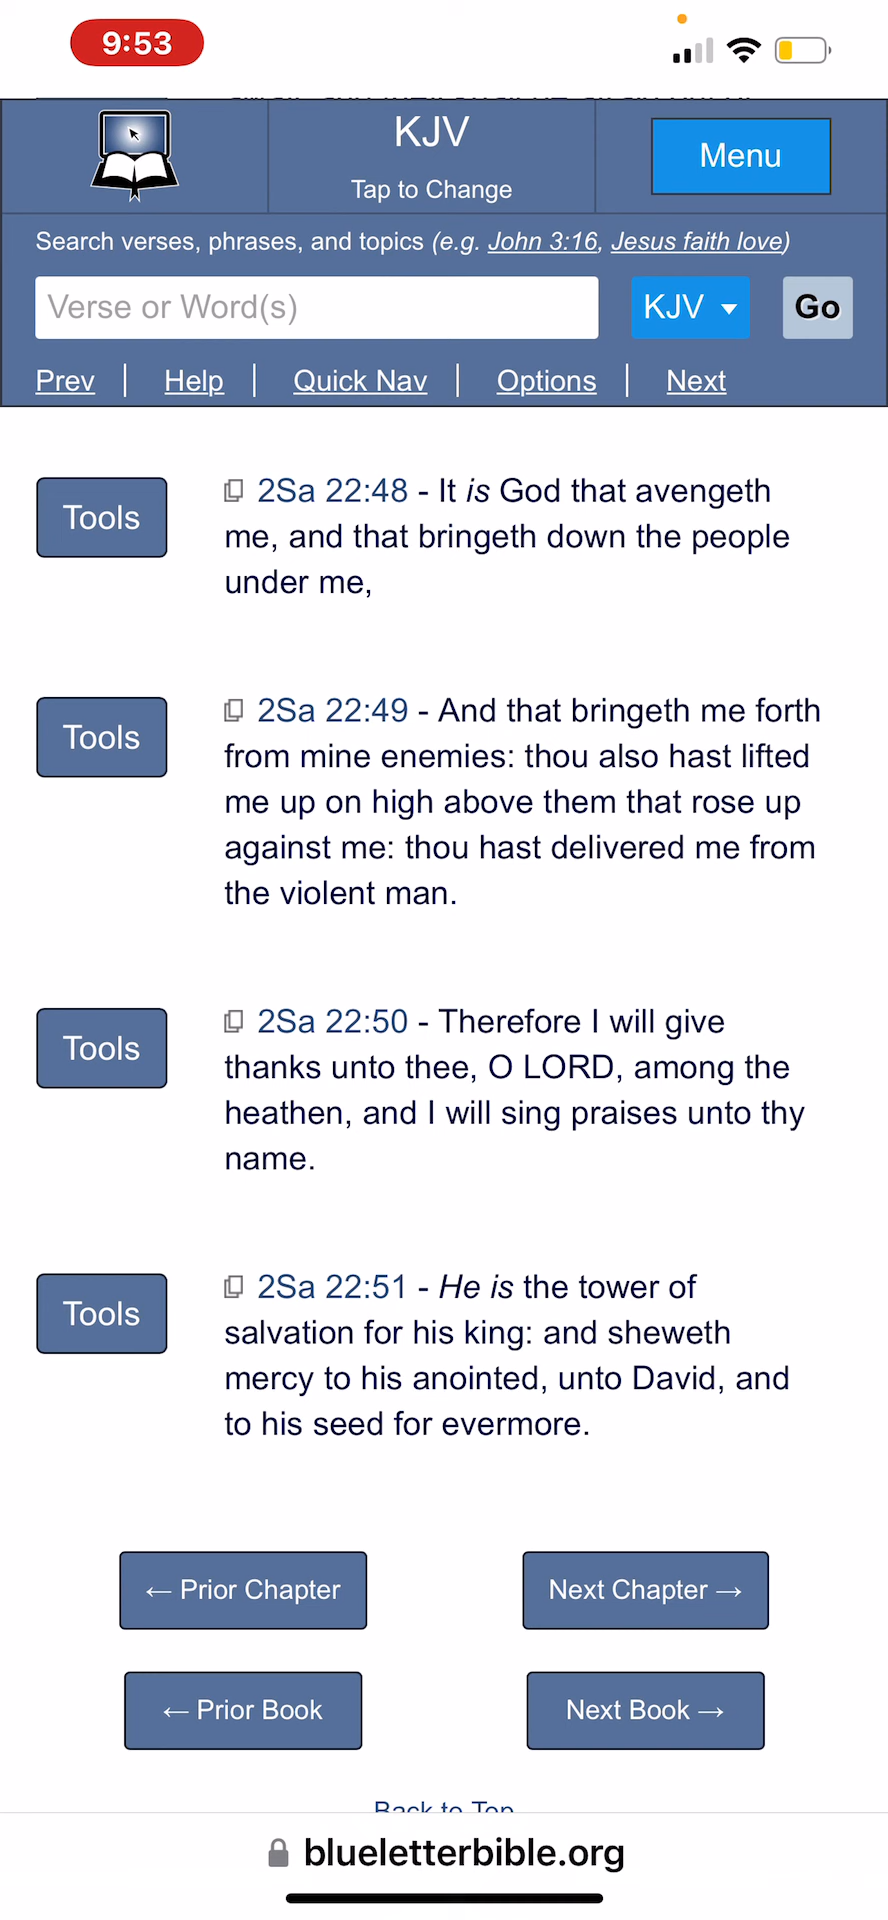 9:53
KJV
Tap to Change
Menu
Search verses, phrases, and topics (e.g. John 3:16, Jesus faith love)
Verse or Word(s)
KJV
Go
Prev | Help | Quick Nav | Options | Next
Tools
2Sa 22:48 - It is God that avengeth
me, and that bringeth down the people
under me,
Tools
2Sa 22:49 - And that bringeth me forth
from mine enemies: thou also hast lifted
me up on high above them that rose up
against me: thou hast delivered me from
the violent man.
Tools
2Sa 22:50 - Therefore I will give
thanks unto thee, O LORD, among the
heathen, and I will sing praises unto thy
name.
Tools
2Sa 22:51 - He is the tower of
salvation for his king: and sheweth
mercy to his anointed, unto David, and
to his seed for evermore.
← Prior Chapter
Next Chapter →
← Prior Book
Next Book →
Back to Top
blueletterbible.org